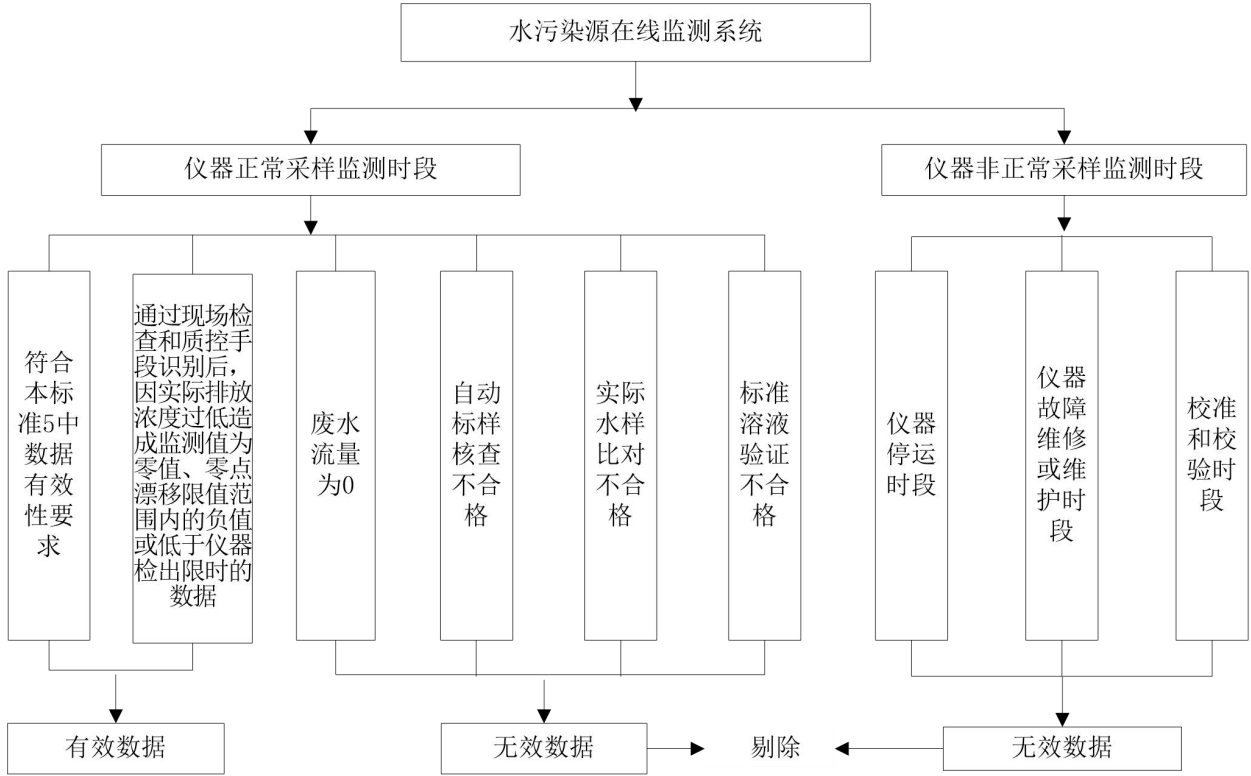 水污染源在线监测系统
仪器正常采样监测时段
仪器非正常采样监测时段
符合
本标
准5中
数据
有效
性要
求
通过现场检
查和质控手
段识别后，
因实际排放
浓度过低造
成监测值为
零值、零点
漂移限值范
围内的负值
或低于仪器
检出限时的
数据
废水
流量
为0
自动
标样
核查
不合
格
实际
水样
比对
不合
格
标准
溶液
验证
不合
格
仪器
停运
时段
仪器
故障
维修
或维
护时
段
校准
和校
验时
段
有效数据
无效数据
剔除
无效数据